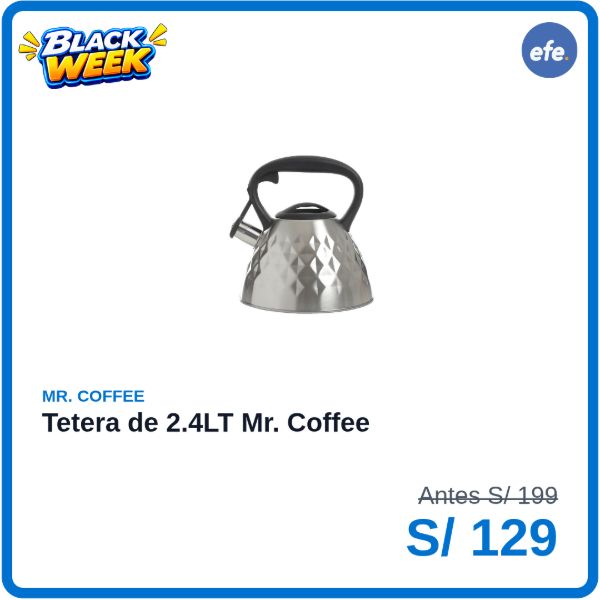 BLACK
WEEK
efe.
MR. COFFEE
Tetera de 2.4LT Mr. Coffee
Antes S/ 199
S/ 129